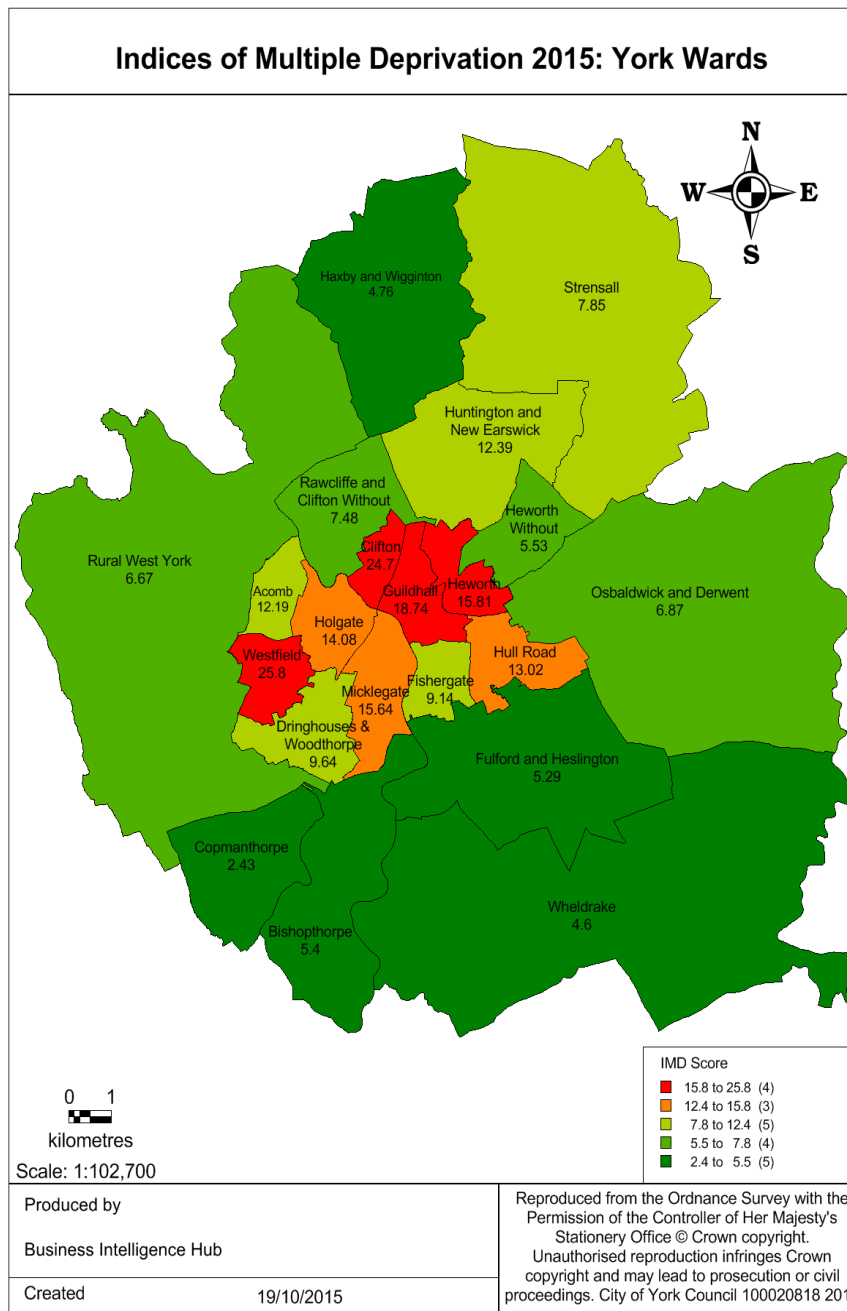 Indices of Multiple Deprivation 2015: York Wards
N
W E
S
Haxby and Wigginton
4.76
Strensall
7.85
Huntington and
New Earswick
12.39
Rawcliffe and
Clifton Without
7.48
Heworth
Without
5.53
Rural West York
6.67
Clifton
24.7
Guildhall
18.74
Heworth
15.81
Osbaldwick and Derwent
6.87
Acomb
12.19
Holgate
14.08
Westfield
25.8
Micklegate
15.64
Fishergate
9.14
Hull Road
13.02
Dringhouses &
Woodthorpe
9.64
Fulford and Heslington
5.29
Copmanthorpe
2.43
Bishopthorpe
5.4
Wheldrake
4.6
IMD Score
15.8 to 25.8 (4)
12.4 to 15.8 (3)
7.8 to 12.4 (5)
5.5 to 7.8 (4)
2.4 to 5.5 (5)
0 1
kilometres
Scale: 1:102,700
Produced by
Business Intelligence Hub
Created 19/10/2015
Reproduced from the Ordnance Survey with the
Permission of the Controller of Her Majesty's
Stationery Office © Crown copyright.
Unauthorised reproduction infringes Crown
copyright and may lead to prosecution or civil
proceedings. City of York Council 100020818